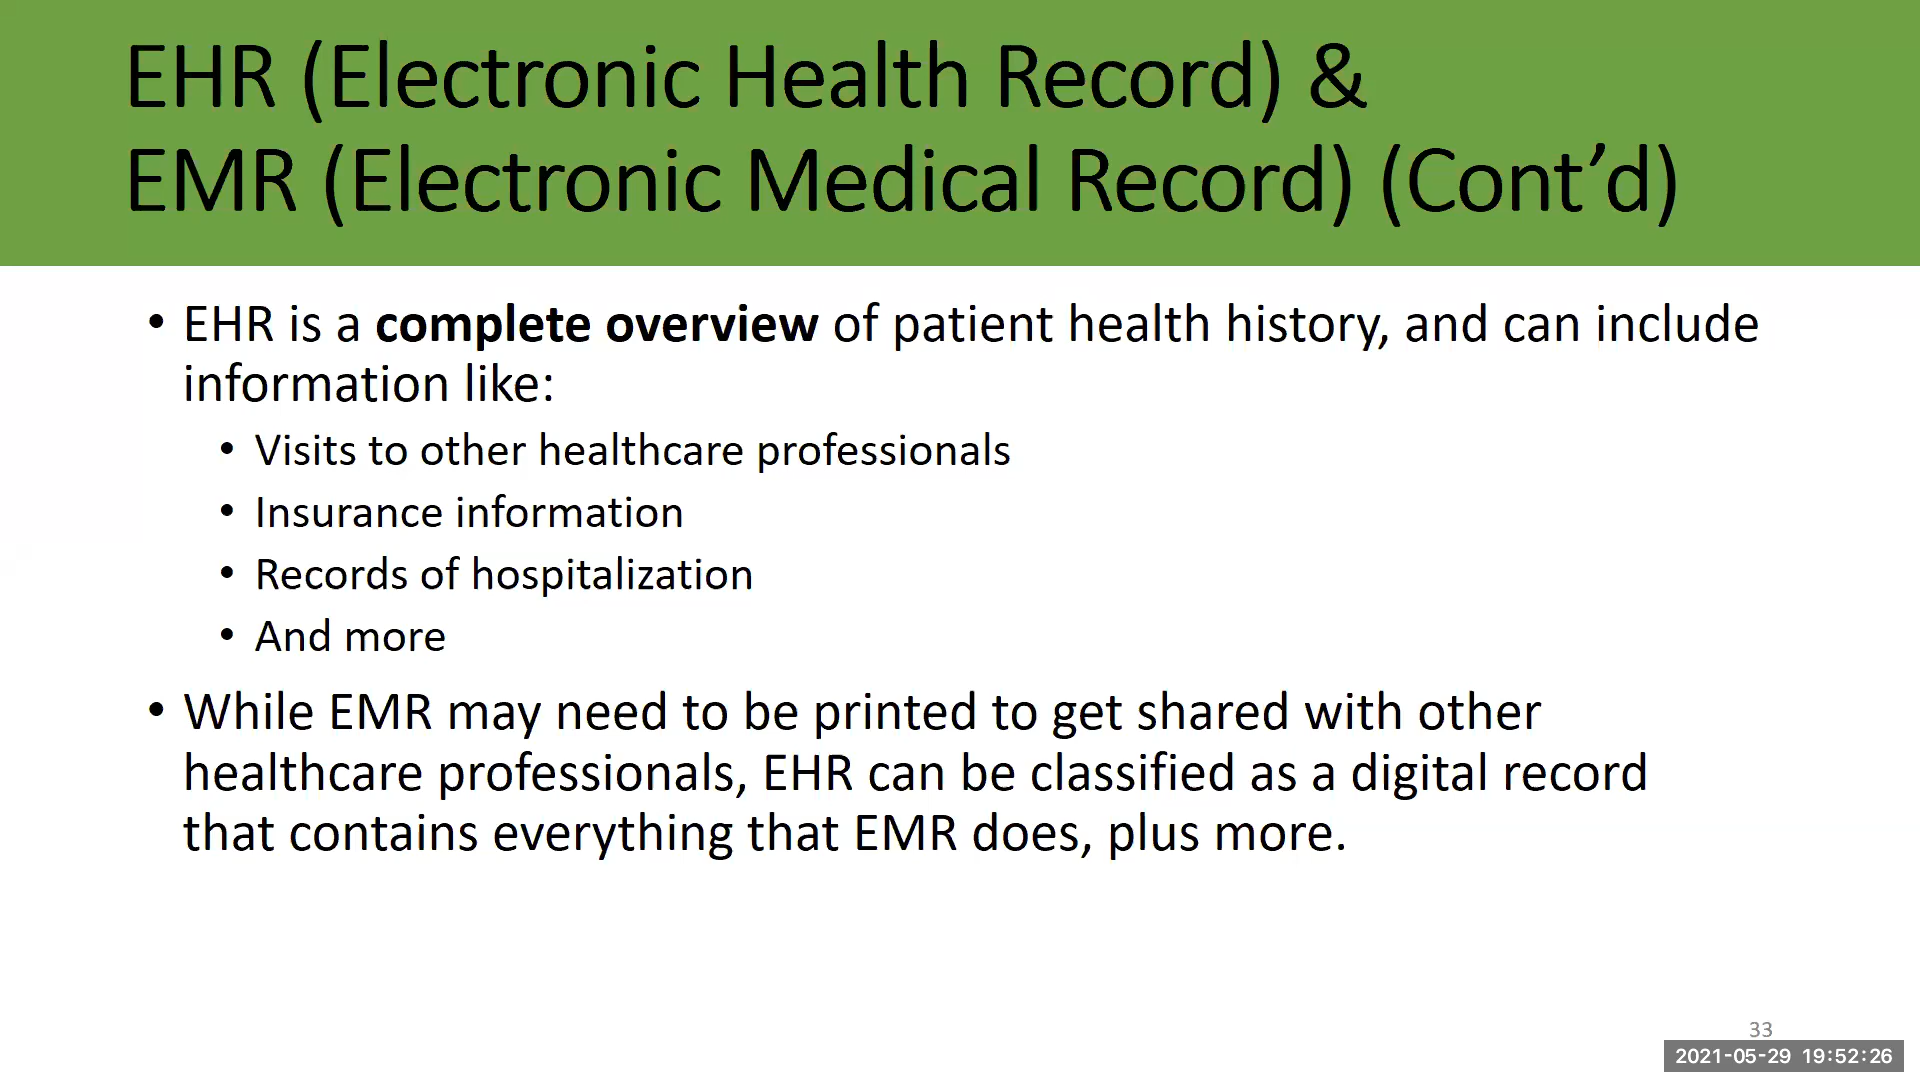 EHR (Electronic Health Record) &
EMR (Electronic Medical Record) (Cont’d)
• EHR is a complete overview of patient health history, and can include
information like:
• Visits to other healthcare professionals
• Insurance information
• Records of hospitalization
• And more
• While EMR may need to be printed to get shared with other
healthcare professionals, EHR can be classified as a digital record
that contains everything that EMR does, plus more.
33
2021-05-29 19:52:26